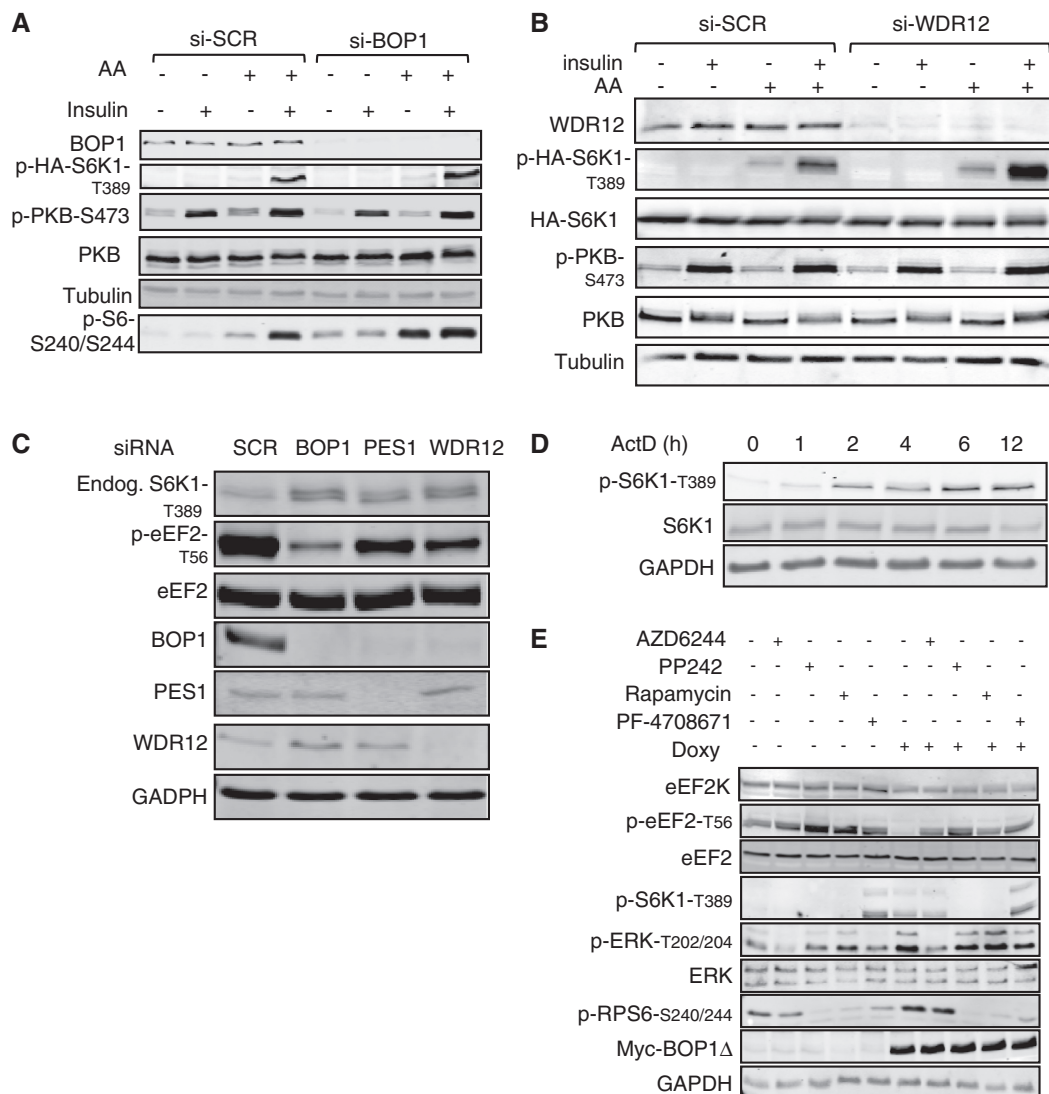 A
si-SCR si-BOP1
AA - - + + - - + +
Insulin - + - + - + - +
BOP1
p-HA-S6K1-
T389
p-PKB-S473
PKB
Tubulin
p-S6-
S240/S244
B
si-SCR si-WDR12
insulin - + - + - + - +
AA - - + + - - + +
WDR12
p-HA-S6K1-
T389
HA-S6K1
p-PKB-
S473
PKB
Tubulin
C
siRNA SCR BOP1 PES1 WDR12
Endog. S6K1-
T389
p-eEF2-
T56
eEF2
BOP1
PES1
WDR12
GADPH
D
ActD (h) 0 1 2 4 6 12
p-S6K1-T389
S6K1
GAPDH
E
AZD6244 - + - - - - + - - -
PP242 - - + - - - - + - -
Rapamycin - - - + - - - - + -
PF-4708671 - - - - + - - - - +
Doxy - - - - - + + + + +
eEF2K
p-eEF2-T56
eEF2
p-S6K1-T389
p-ERK-T202/204
ERK
p-RPS6-S240/244
Myc-BOP1Δ
GAPDH